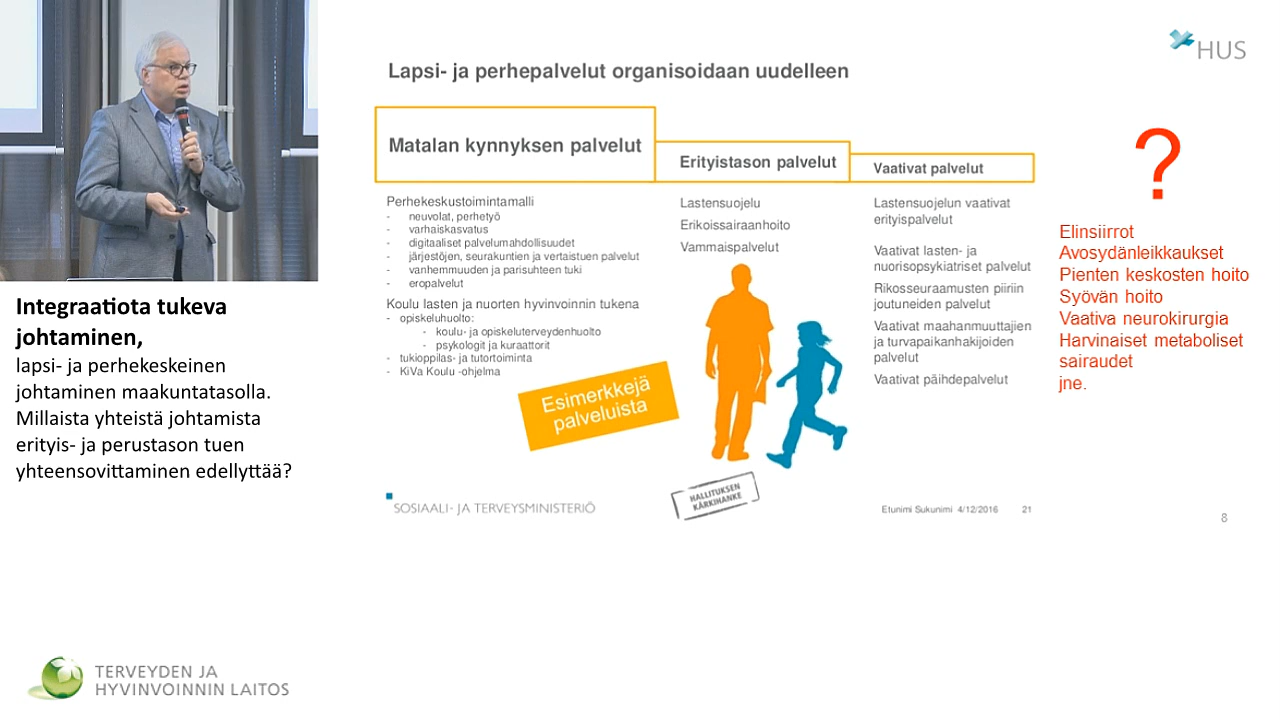 Integraatiota tukeva
johtaminen,
lapsi- ja perhekeskeinen
johtaminen maakuntatasolla.
Millaista yhteistä johtamista
erityis- ja perustason tuen
yhteensovittaminen edellyttää?
TERVEYDEN JA
HYVINVOINNIN LAITOS
HUS
Lapsi- ja perhepalvelut organisoidaan uudelleen
Matalan kynnyksen palvelut
Perhekeskustoimintamalli
- neuvolat, perhetyö
- varhaiskasvatus
- digitaaliset palvelumahdollisuudet
- järjestöjen, seurakuntien ja vertaistuen palvelut
- vanhemmuuden ja parisuhteen tuki
- eropalvelut
Koulu lasten ja nuorten hyvinvoinnin tukena
- opiskeluhuolto:
- koulu- ja opiskeluterveydenhuolto
- psykologit ja kuraattorit
- tukioppilas- ja tutortoiminta
- KiVa Koulu -ohjelma
Erityistason palvelut
Lastensuojelu
Erikoissairaanhoito
Vammaispalvelut
Vaativat palvelut
Lastensuojelun vaativat
erityispalvelut
Vaativat lasten- ja
nuorisopsykiatriset palvelut
Rikosseuraamusten piiriin
joutuneiden palvelut
Vaativat maahanmuuttajien
ja turvapaikanhakijoiden
palvelut
Vaativat päihdepalvelut
Esimerkkejä
palveluista
HALLITUKSEN
KÄRKIHANKE
SOSIAALI- JA TERVEYSMINISTERIÖ
Etunimi Sukunimi 4/12/2016 21
?
Elinsiirrot
Avosydänleikkaukset
Pienten keskosten hoito
Syövän hoito
Vaativa neurokirurgia
Harvinaiset metaboliset
sairaudet
jne.
8